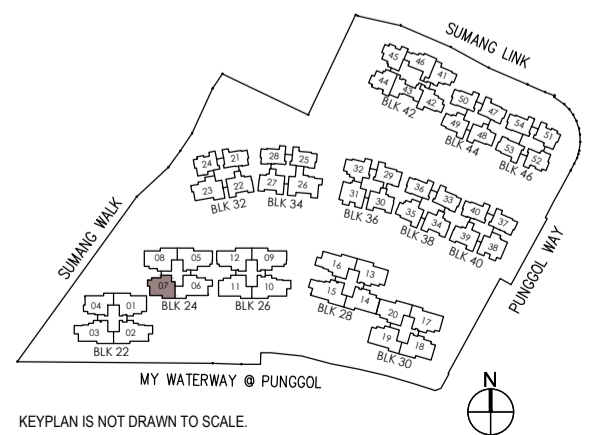 SUMANG LINK
45 46 41
44 43 42
BLK 42
50 47 54 51
49 48 53 52
BLK 44
BLK 46
24 21 28 25
23 22 27 26
BLK 32
BLK 34
32 29 36 33 40 37
31 30 35 34 39 38
BLK 36
BLK 38
BLK 40
SUMANG WALK
PUNGGOL WAY
08 05 12 09
07 06 11 10
BLK 24
BLK 26
16 13
15 14
BLK 28
20 17
19 18
BLK 30
04 01
03 02
BLK 22
MY WATERWAY @ PUNGGOL
N
KEYPLAN IS NOT DRAWN TO SCALE.